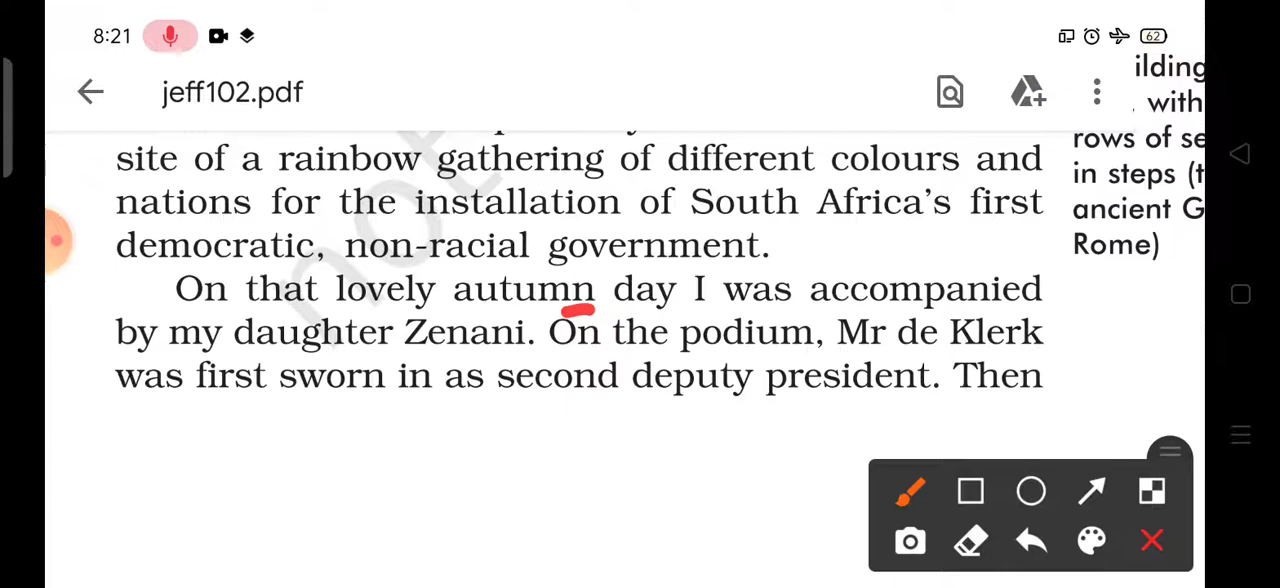 8:21
62
jeff102.pdf
site of a rainbow gathering of different colours and
nations for the installation of South Africa's first
democratic, non-racial government.
On that lovely autumn day I was accompanied
by my daughter Zenani. On the podium, Mr de Klerk
was first sworn in as second deputy president. Then
ilding
with
rows of se
in steps (t
ancient G
Rome)
not